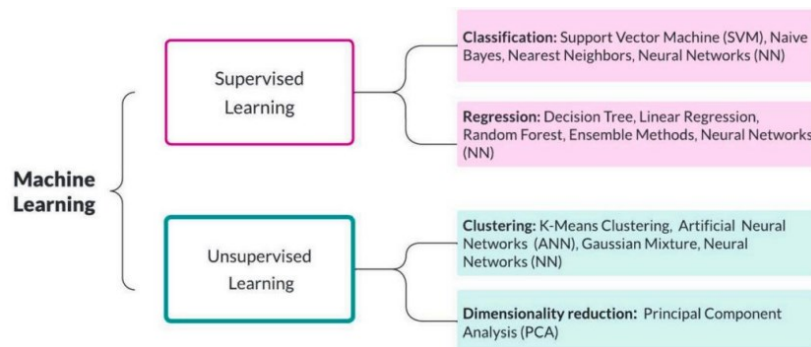 Machine
Learning
Supervised
Learning
Classification: Support Vector Machine (SVM), Naive
Bayes, Nearest Neighbors, Neural Networks (NN)
Regression: Decision Tree, Linear Regression,
Random Forest, Ensemble Methods, Neural Networks
(NN)
Unsupervised
Learning
Clustering: K-Means Clustering, Artificial Neural
Networks (ANN), Gaussian Mixture, Neural
Networks (NN)
Dimensionality reduction: Principal Component
Analysis (PCA)